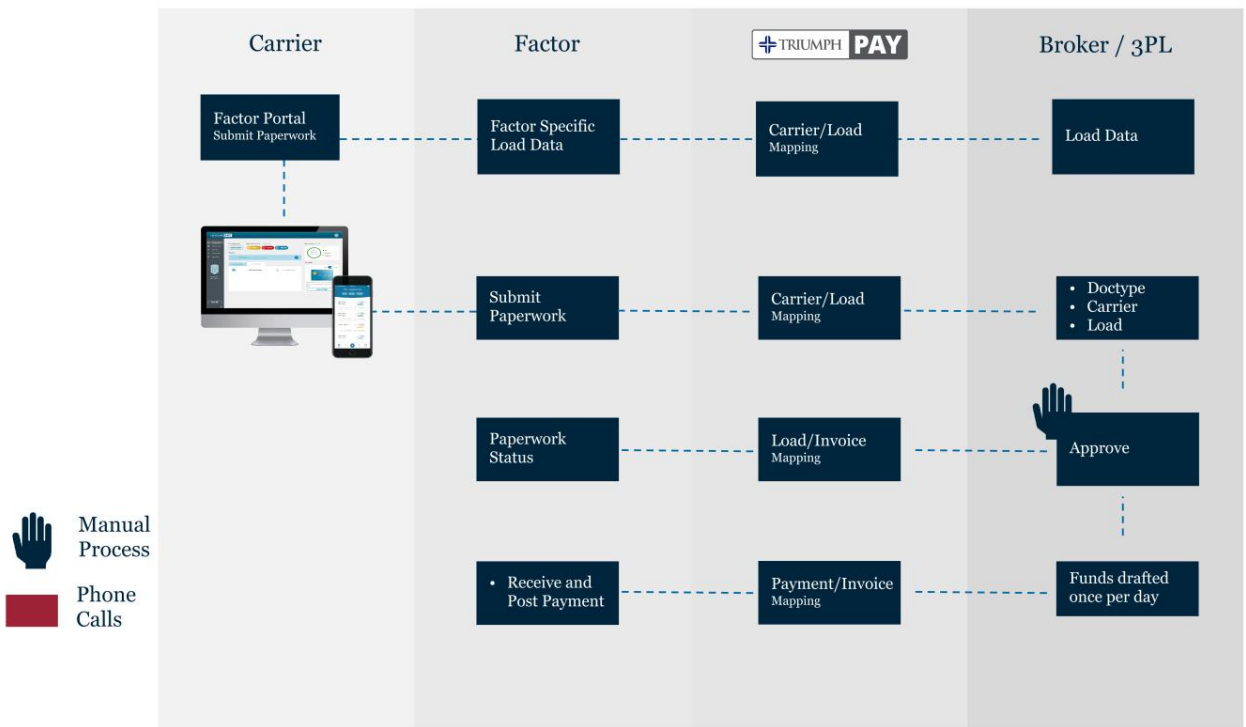 Carrier
Factor
TRIUMPH PAY
Broker / 3PL
Factor Portal
Submit Paperwork
Factor Specific
Load Data
Carrier/Load
Mapping
Load Data
Submit
Paperwork
Carrier/Load
Mapping
• Doctype
• Carrier
• Load
Paperwork
Status
Load/Invoice
Mapping
Approve
Manual
Process
Phone
Calls
• Receive and
Post Payment
Payment/Invoice
Mapping
Funds drafted
once per day